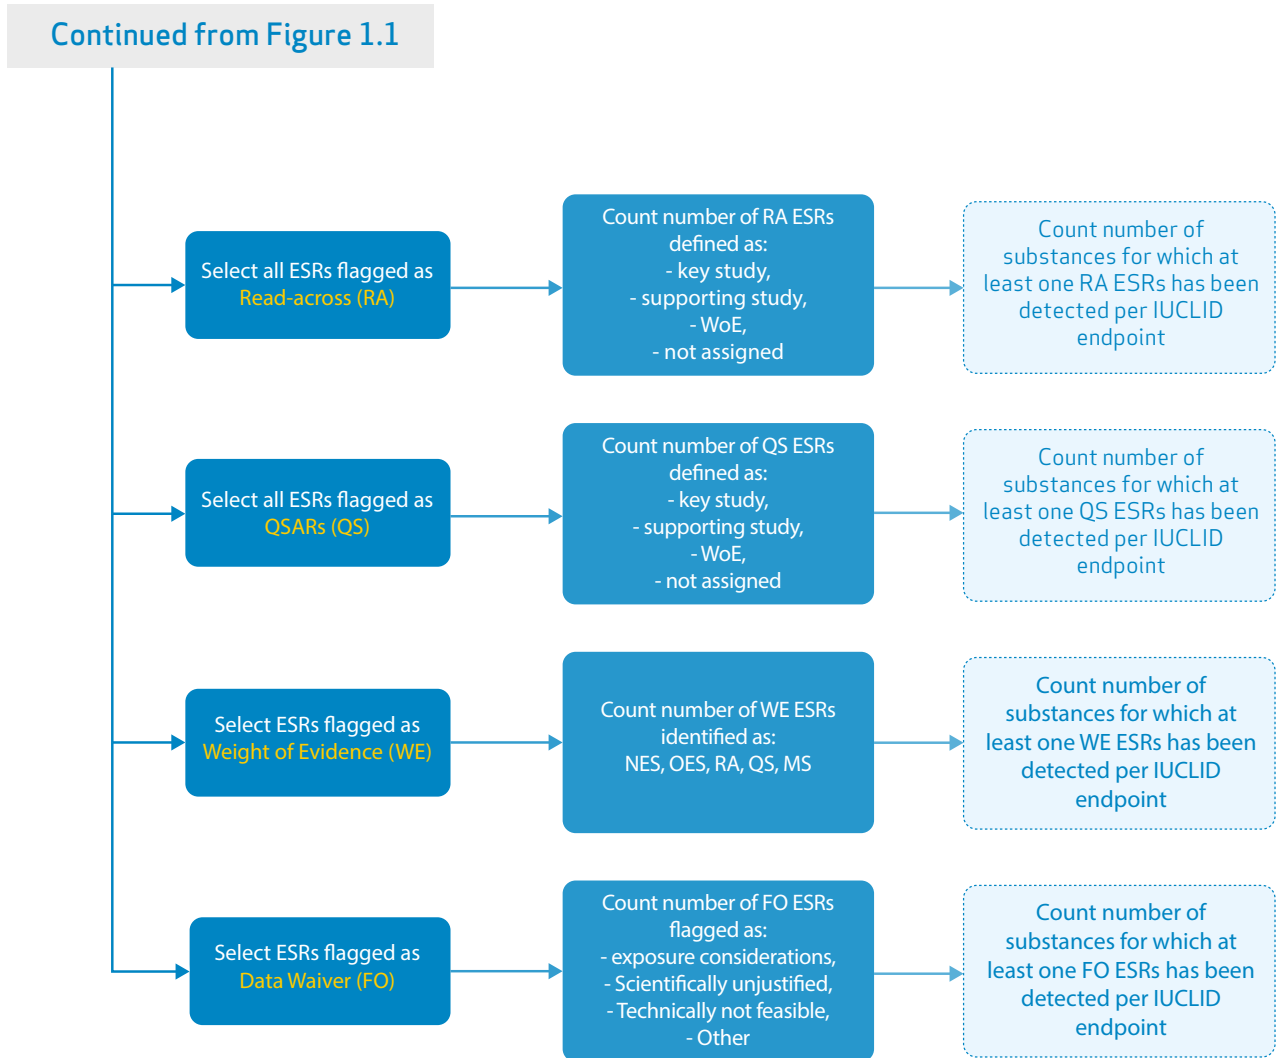 Continued from Figure 1.1
Select all ESRs flagged as
Read-across (RA)
Count number of RA ESRs
defined as:
- key study,
- supporting study,
- WoE,
- not assigned
Count number of
substances for which at
least one RA ESRs has been
detected per IUCLID
endpoint
Select all ESRs flagged as
QSARs (QS)
Count number of QS ESRs
defined as:
- key study,
- supporting study,
- WoE,
- not assigned
Count number of
substances for which at
least one QS ESRs has been
detected per IUCLID
endpoint
Select ESRs flagged as
Weight of Evidence (WE)
Count number of WE ESRs
identified as:
NES, OES, RA, QS, MS
Count number of
substances for which at
least one WE ESRs has been
detected per IUCLID
endpoint
Select ESRs flagged as
Data Waiver (FO)
Count number of FO ESRs
flagged as:
- exposure considerations,
- Scientifically unjustified,
- Technically not feasible,
- Other
Count number of
substances for which at
least one FO ESRs has been
detected per IUCLID
endpoint